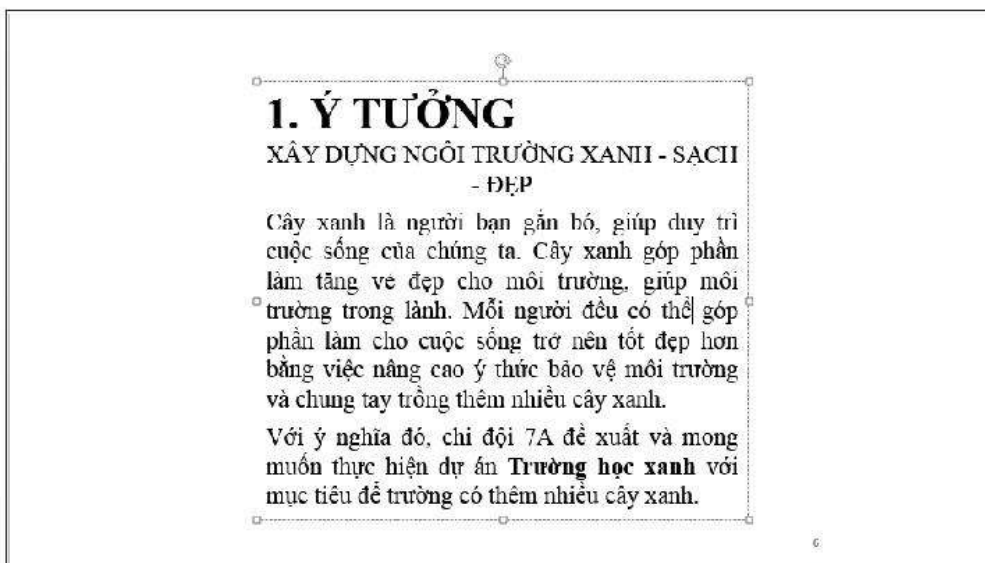 1. Ý TƯỞNG
XÂY DỰNG NGÔI TRƯỜNG XANH - SẠCH
- ĐẸP
Cây xanh là người bạn gắn bó, giúp duy trì
cuộc sống của chúng ta. Cây xanh góp phần
làm tăng vẻ đẹp cho môi trường, giúp môi
trường trong lành. Mỗi người đều có thể góp
phần làm cho cuộc sống trở nên tốt đẹp hơn
bằng việc nâng cao ý thức bảo vệ môi trường
và chung tay trồng thêm nhiều cây xanh.
Với ý nghĩa đó, chi đội 7A đề xuất và mong
muốn thực hiện dự án Trường học xanh với
mục tiêu để trường có thêm nhiều cây xanh.
6